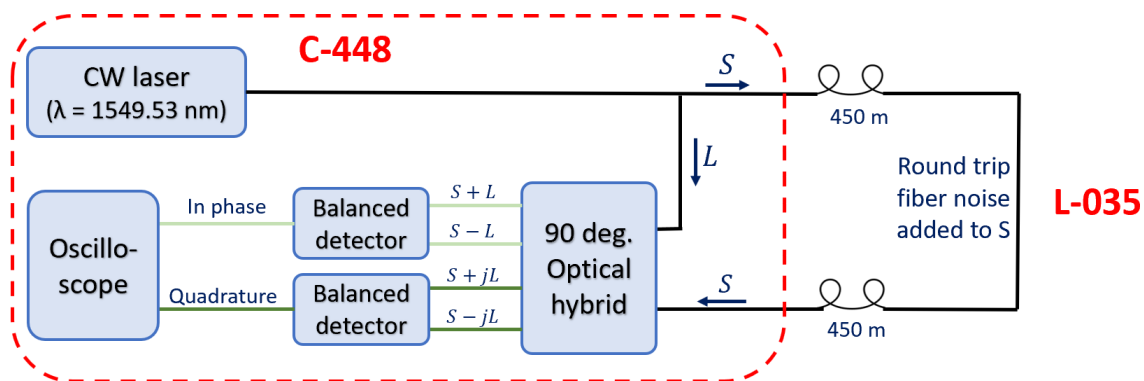 C-448
CW laser
(λ = 1549.53 nm)
S
450 m
L
Round trip
fiber noise
added to S
L-035
Oscillo-
scope
In phase
Quadrature
Balanced
detector
Balanced
detector
S + L
S − L
S + jL
S − jL
90 deg.
Optical
hybrid
S
450 m